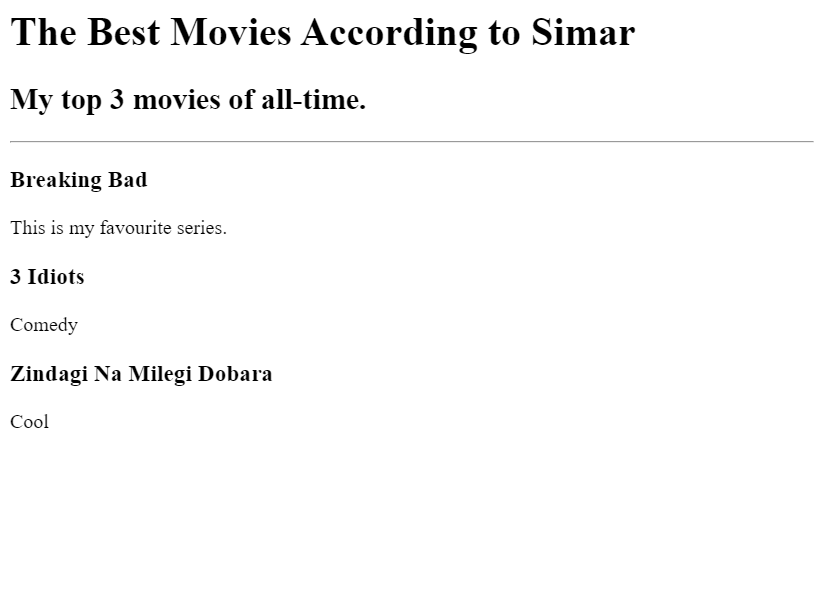 The Best Movies According to Simar
My top 3 movies of all-time.
Breaking Bad
This is my favourite series.
3 Idiots
Comedy
Zindagi Na Milegi Dobara
Cool